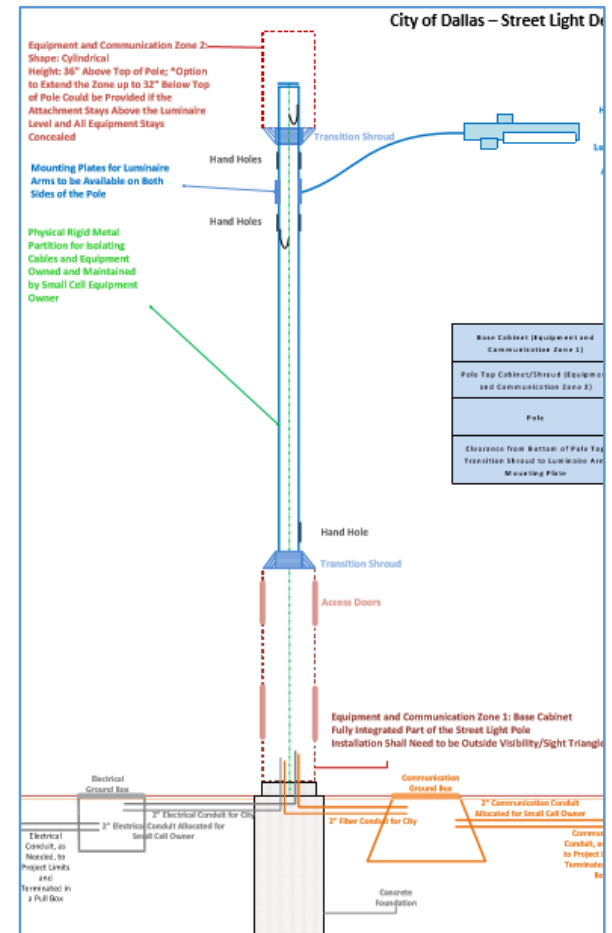 City of Dallas – Street Light De
Equipment and Communication Zone 2:
Shape: Cylindrical
Height: 36" Above Top of Pole; *Option
to Extend the Zone up to 32" Below Top
of Pole Could be Provided if the
Attachment Stays Above the Luminaire
Level and All Equipment Stays
Concealed
Transition Shroud
Hand Holes
Mounting Plates for Luminaire
Arms to be Available on Both
Sides of the Pole
Hand Holes
Physical Rigid Metal
Partition for Isolating
Cables and Equipment
Owned and Maintained
by Small Cell Equipment
Owner
Base Cabinet (Equipment and
Communication Zone 1)
Pole Top Cabinet/Shroud (Equipmen
and Communication Zone 2)
Pole
Clearance from Bottom of Pole Top
Transition Shroud to Luminaire Arm
Mounting Plate
Hand Hole
Transition Shroud
Access Doors
Equipment and Communication Zone 1: Base Cabinet
Fully Integrated Part of the Street Light Pole
Installation Shall Need to be Outside Visibility/Sight Triangle
Electrical
Ground Box
Communication
Ground Box
2" Electrical Conduit for City
2" Electrical Conduit Allocated for
Small Cell Owner
2" Fiber Conduit for City
2" Communication Conduit
Allocated for Small Cell Owner
Electrical
Conduit, as
Needed, to
Project Limits
and
Terminated in
a Pull Box
Commun
Conduit, as
to Project L
Terminate
Bo
Concrete
Foundation